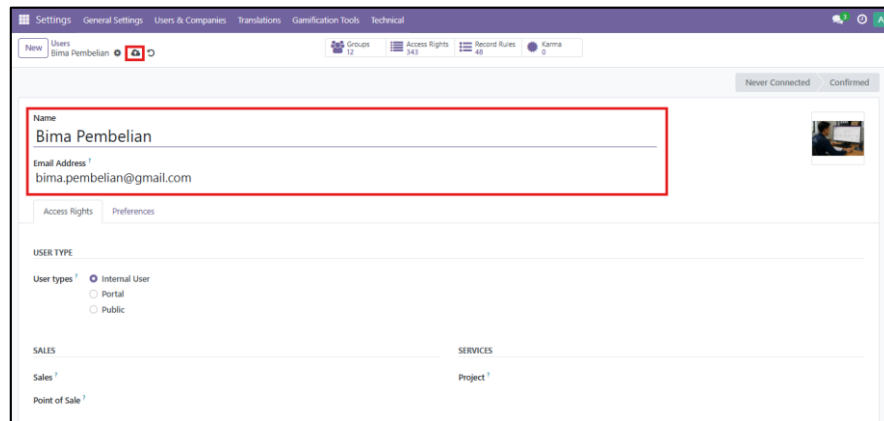 Settings General Settings Users & Companies Translations Gamification Tools Technical 3 A
New Users Groups 12 Access Rights 343 Record Rules 48 Karma 0
Bima Pembelian
Never Connected Confirmed
Name
Bima Pembelian
Email Address ?
bima.pembelian@gmail.com
Access Rights Preferences
USER TYPE
User types ? Internal User
Portal
Public
SALES SERVICES
Sales ? Project ?
Point of Sale ?